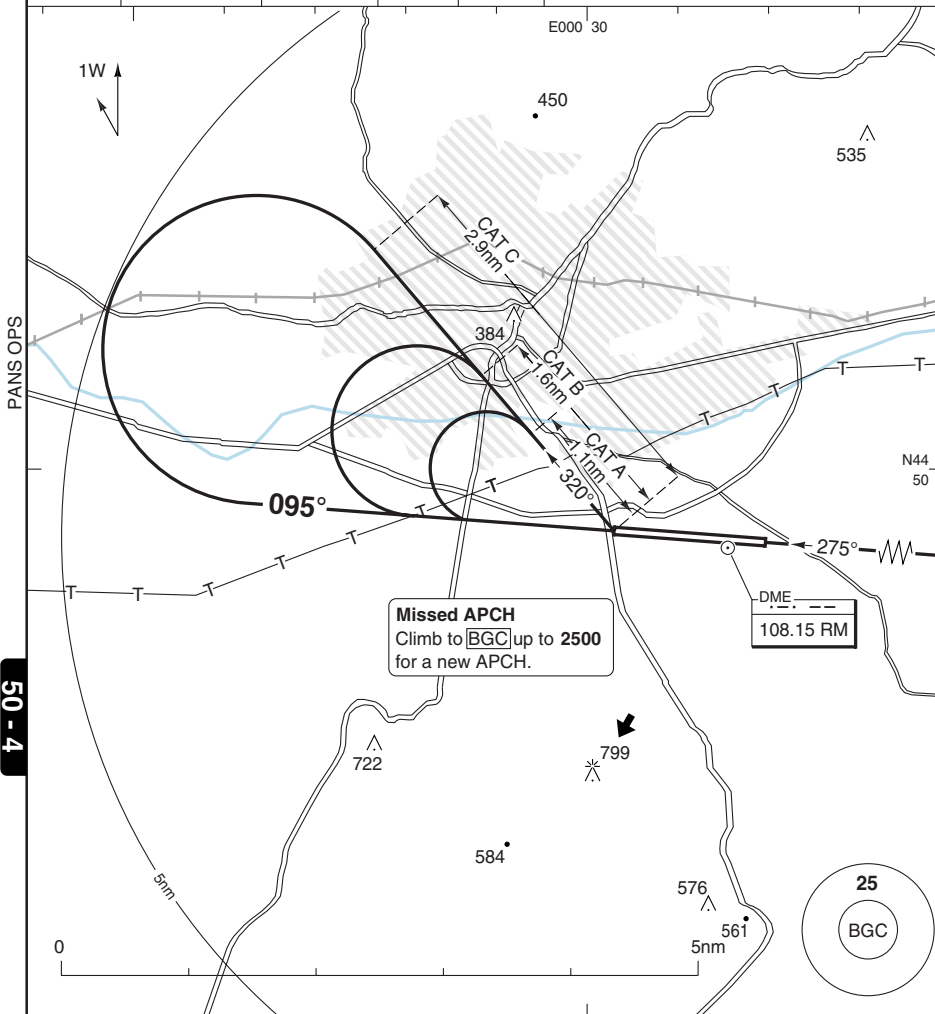 E000 30
1W
450
535
CAT C
2.9nm
PANS OPS
384
CAT B
1.6nm
T
T
T
T
CAT A
1.1nm
N44
50
320°
T
095°
T
T
T
T
T
T
275°
DME
108.15 RM
Missed APCH
Climb to BGC up to 2500
for a new APCH.
50 - 4
799
722
584
5nm
576
561
25
BGC
0
5nm